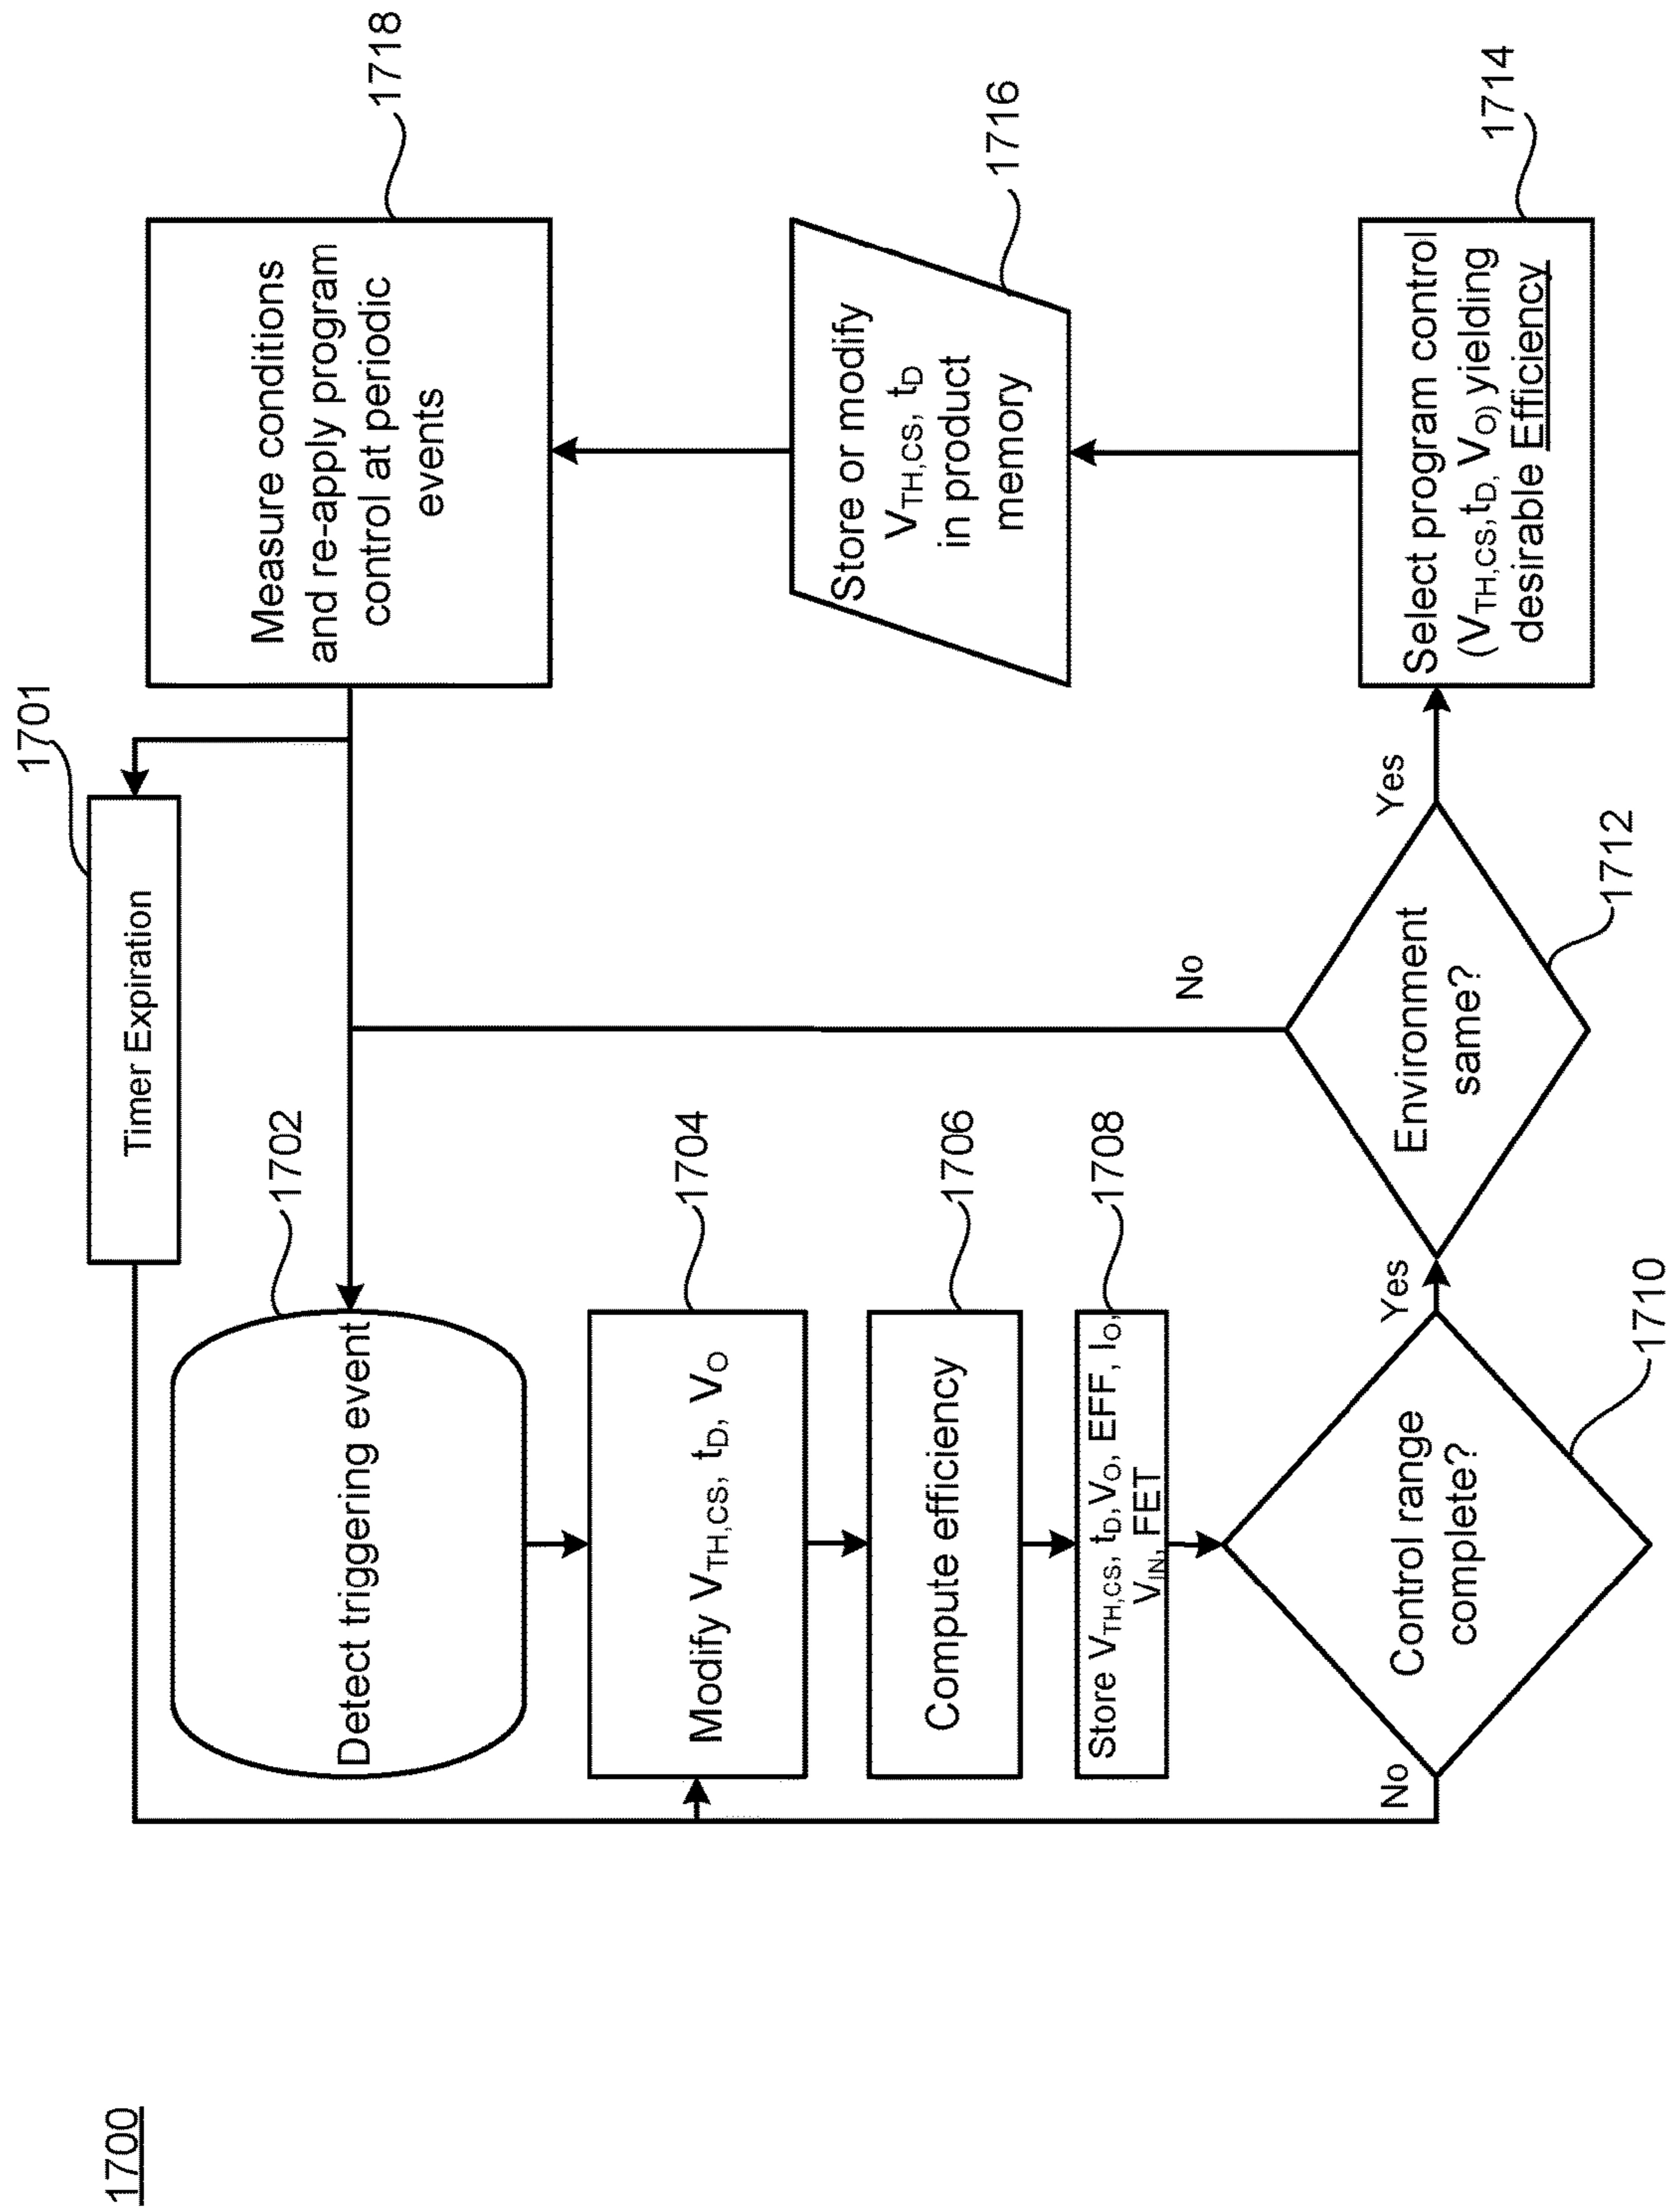 1700
1701
Timer Expiration
1702
Detect triggering event
1704
Modify V_TH,CS, t_D, V_O
1706
Compute efficiency
1708
Store V_TH,CS, t_D, V_O, EFF, I_O,
V_IN, FET
Control range
complete?
1710
No
Yes
Environment
same?
1712
No
Yes
Select program control
(V_TH,CS, t_D, V_O) yielding
desirable Efficiency
1714
Store or modify
V_TH,CS, t_D
in product
memory
1716
Measure conditions
and re-apply program
control at periodic
events
1718